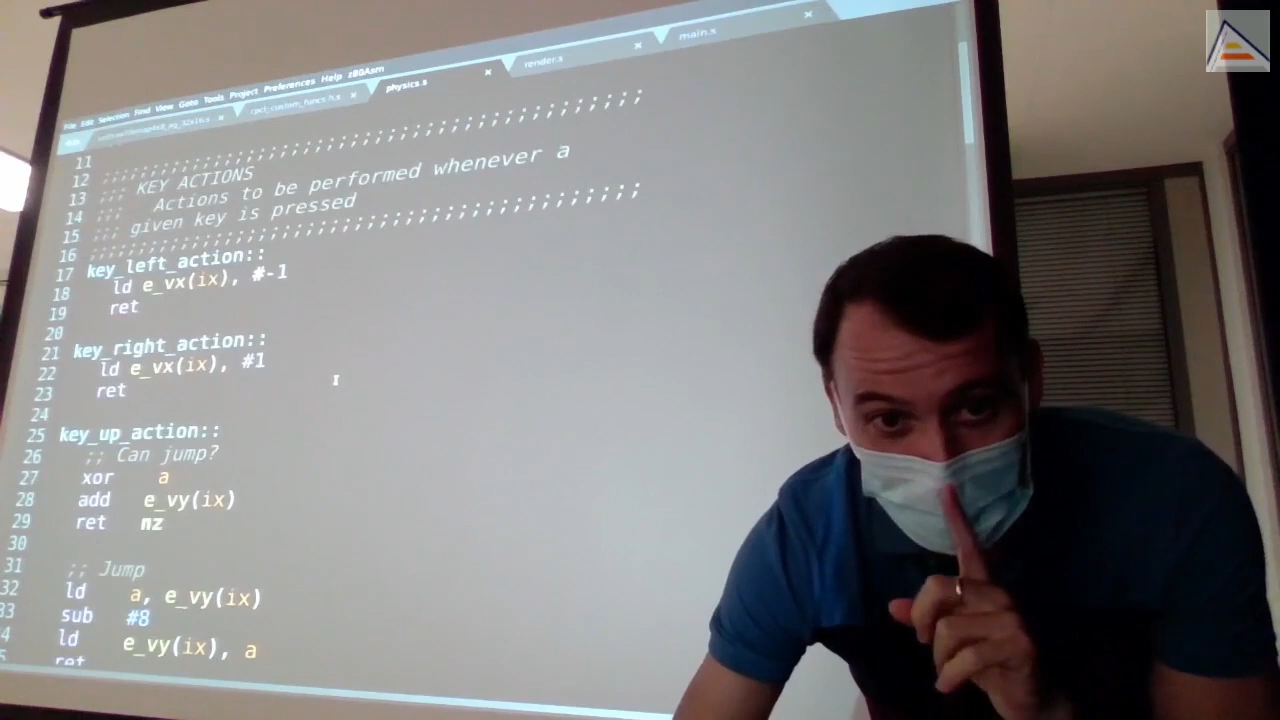 File Edit Selection Find View Goto Tools Project Preferences Help z80Asm
cpct_custom_funcs.h.s physics.s render.s main.s
11 ;;;;;;;;;;;;;;;;;;;;;;;;;;;;;;;;;;;;;;;;;;;;;;
12 ;;; KEY ACTIONS
13 ;;; Actions to be performed whenever a
14 ;;; given key is pressed
15 ;;;;;;;;;;;;;;;;;;;;;;;;;;;;;;;;;;;;;;;;;;;;;;
16 key_left_action::
17 ld e_vx(ix), #-1
18 ret
19
20
21 key_right_action::
22 ld e_vx(ix), #1
23 ret
24
25 key_up_action::
26 ;; Can jump?
27 xor a
28 add e_vy(ix)
29 ret nz
30
31 ;; Jump
32 ld a, e_vy(ix)
33 sub #8
4 ld e_vy(ix), a
5 ret